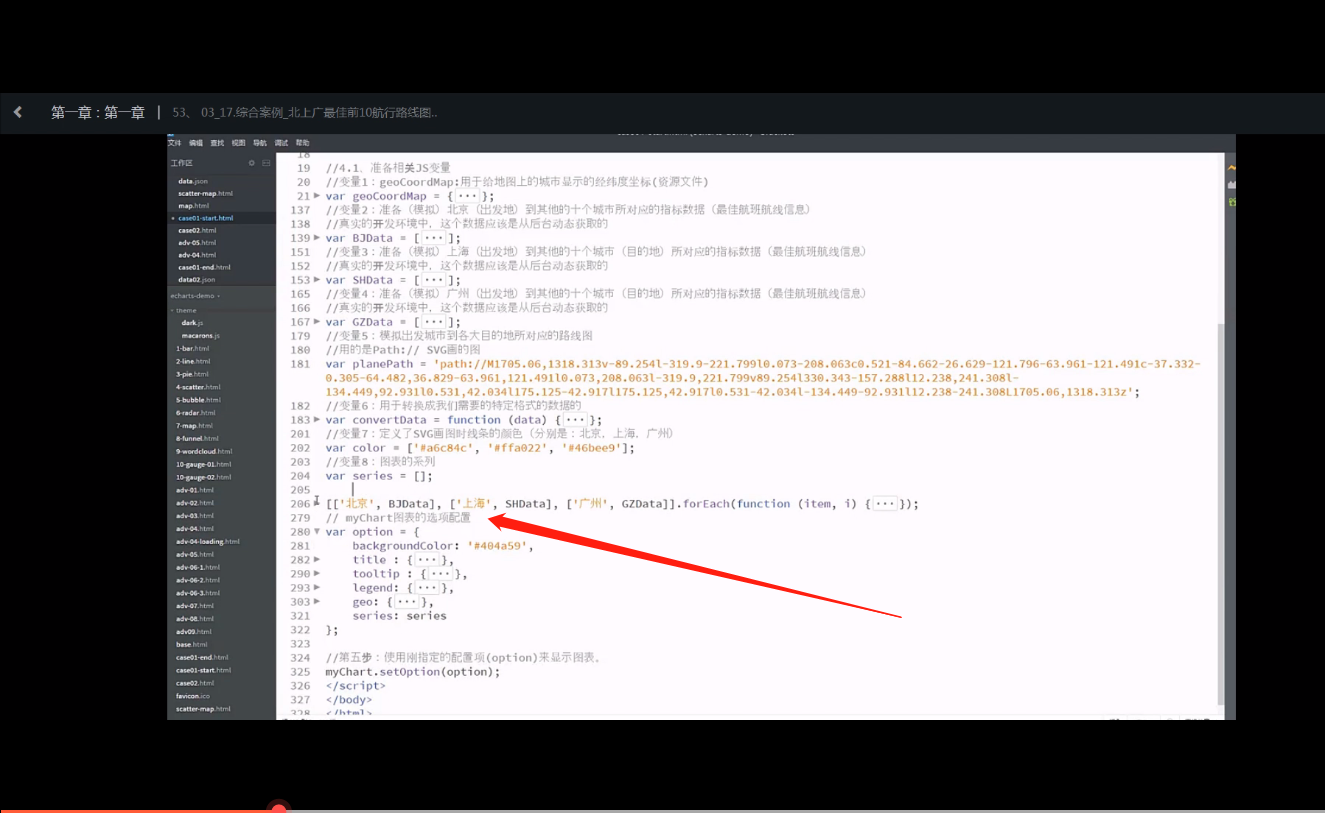 第一章：第一章 | 53、 03_17.综合案例_北上广最佳前10航行路线图..
文件 编辑 查找 视图 导航 调试 帮助
工作区
data.json
scatter-map.html
map.html
case01-start.html
case02.html
adv-05.html
adv-04.html
case01-end.html
data02.json
echarts-demo
theme
dark.js
macarons.js
1-bar.html
2-line.html
3-pie.html
4-scatter.html
5-bubble.html
6-radar.html
7-map.html
8-funnel.html
9-wordcloud.html
10-gauge-01.html
10-gauge-02.html
adv-01.html
adv-02.html
adv-03.html
adv-04.html
adv-04-loading.html
adv-05.html
adv-06-1.html
adv-06-2.html
adv-06-3.html
adv-07.html
adv-08.html
adv09.html
base.html
case01-end.html
case01-start.html
case02.html
favicon.ico
scatter-map.html
18
19 //4.1、准备相关JS变量
20 //变量1：geoCoordMap:用于给地图上的城市显示的经纬度坐标(资源文件)
21 var geoCoordMap = {···};
137 //变量2：准备（模拟）北京（出发地）到其他的十个城市所对应的指标数据（最佳航班航线信息）
138 //真实的开发环境中，这个数据应该是从后台动态获取的
139 var BJData = [···];
151 //变量3：准备（模拟）上海（出发地）到其他的十个城市（目的地）所对应的指标数据（最佳航班航线信息）
152 //真实的开发环境中，这个数据应该是从后台动态获取的
153 var SHData = [···];
165 //变量4：准备（模拟）广州（出发地）到其他的十个城市（目的地）所对应的指标数据（最佳航班航线信息）
166 //真实的开发环境中，这个数据应该是从后台动态获取的
167 var GZData = [···];
179 //变量5：模拟出发城市到各大目的地所对应的路线图
180 //用的是Path:// SVG画的图
181 var planePath = 'path://M1705.06,1318.313v-89.254l-319.9-221.799l0.073-208.063c0.521-84.662-26.629-121.796-63.961-121.491c-37.332-
0.305-64.482,36.829-63.961,121.491l0.073,208.063l-319.9,221.799v89.254l330.343-157.288l12.238,241.308l-
134.449,92.931l0.531,42.034l175.125-42.917l175.125,42.917l0.531-42.034l-134.449-92.931l12.238-241.308L1705.06,1318.313z';
182 //变量6：用于转换成我们需要的特定格式的数据的
183 var convertData = function (data) {···};
201 //变量7：定义了SVG画图时线条的颜色（分别是：北京、上海、广州）
202 var color = ['#a6c84c', '#ffa022', '#46bee9'];
203 //变量8：图表的系列
204 var series = [];
205
206 [['北京', BJData], ['上海', SHData], ['广州', GZData]].forEach(function (item, i) {···});
279 // myChart图表的选项配置
280 var option = {
281 backgroundColor: '#404a59',
282 title : {···},
290 tooltip : {···},
293 legend: {···},
303 geo: {···},
321 series: series
322 };
323
324 //第五步：使用刚指定的配置项(option)来显示图表。
325 myChart.setOption(option);
326 </script>
327 </body>
328 </html>